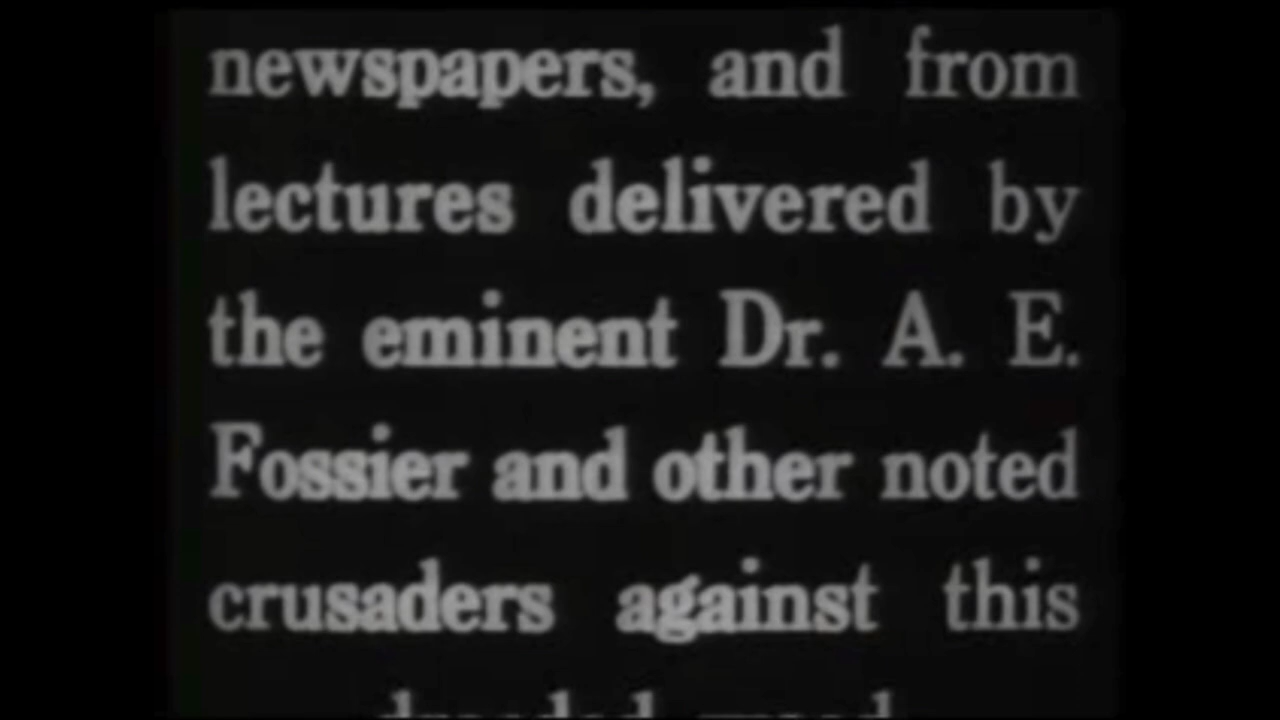 newspapers, and from
lectures delivered by
the eminent Dr. A. E.
Fossier and other noted
crusaders against this